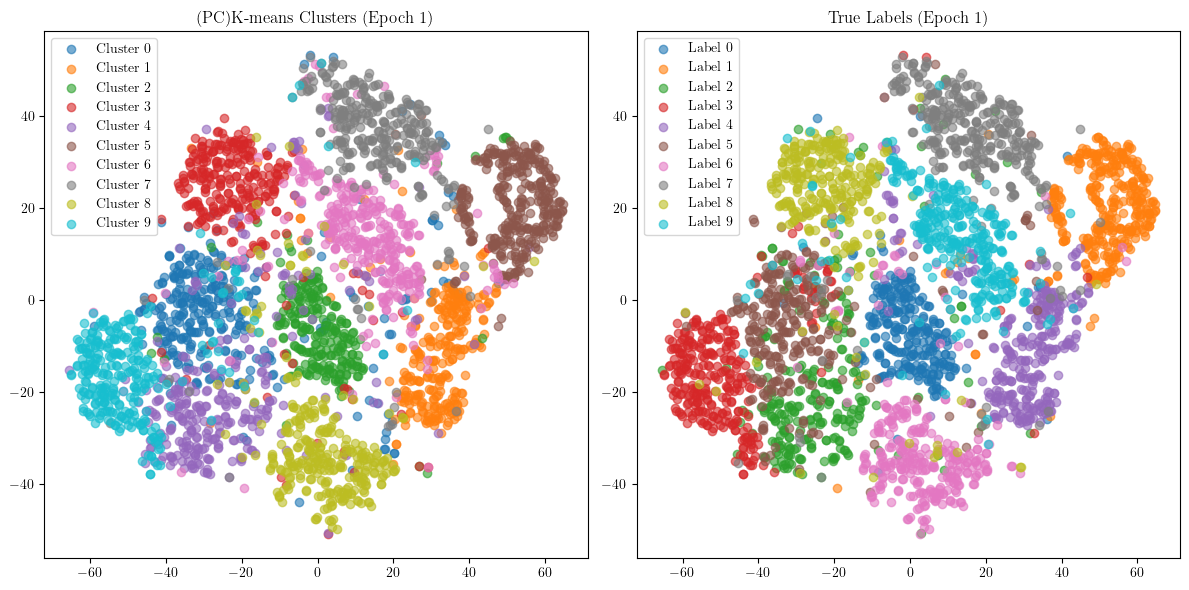 (PC)K-means Clusters (Epoch 1)
Cluster 0
Cluster 1
Cluster 2
Cluster 3
Cluster 4
Cluster 5
Cluster 6
Cluster 7
Cluster 8
Cluster 9
40
20
0
−20
−40
−60
−40
−20
0
20
40
60
True Labels (Epoch 1)
Label 0
Label 1
Label 2
Label 3
Label 4
Label 5
Label 6
Label 7
Label 8
Label 9
40
20
0
−20
−40
−60
−40
−20
0
20
40
60